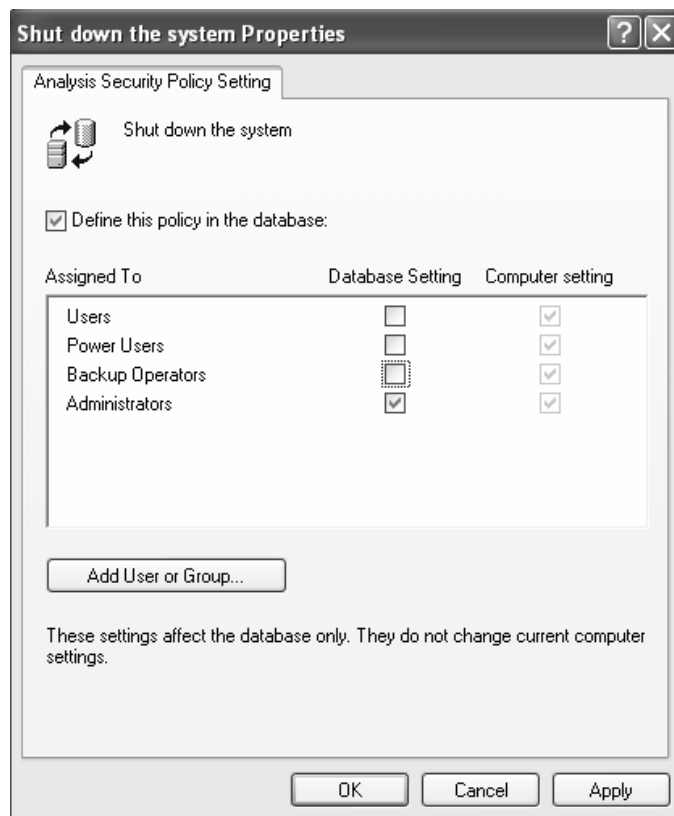 Shut down the system Properties
Analysis Security Policy Setting
Shut down the system
Define this policy in the database:
Assigned To Database Setting Computer setting
Users
Power Users
Backup Operators
Administrators
Add User or Group...
These settings affect the database only. They do not change current computer
settings.
OK Cancel Apply